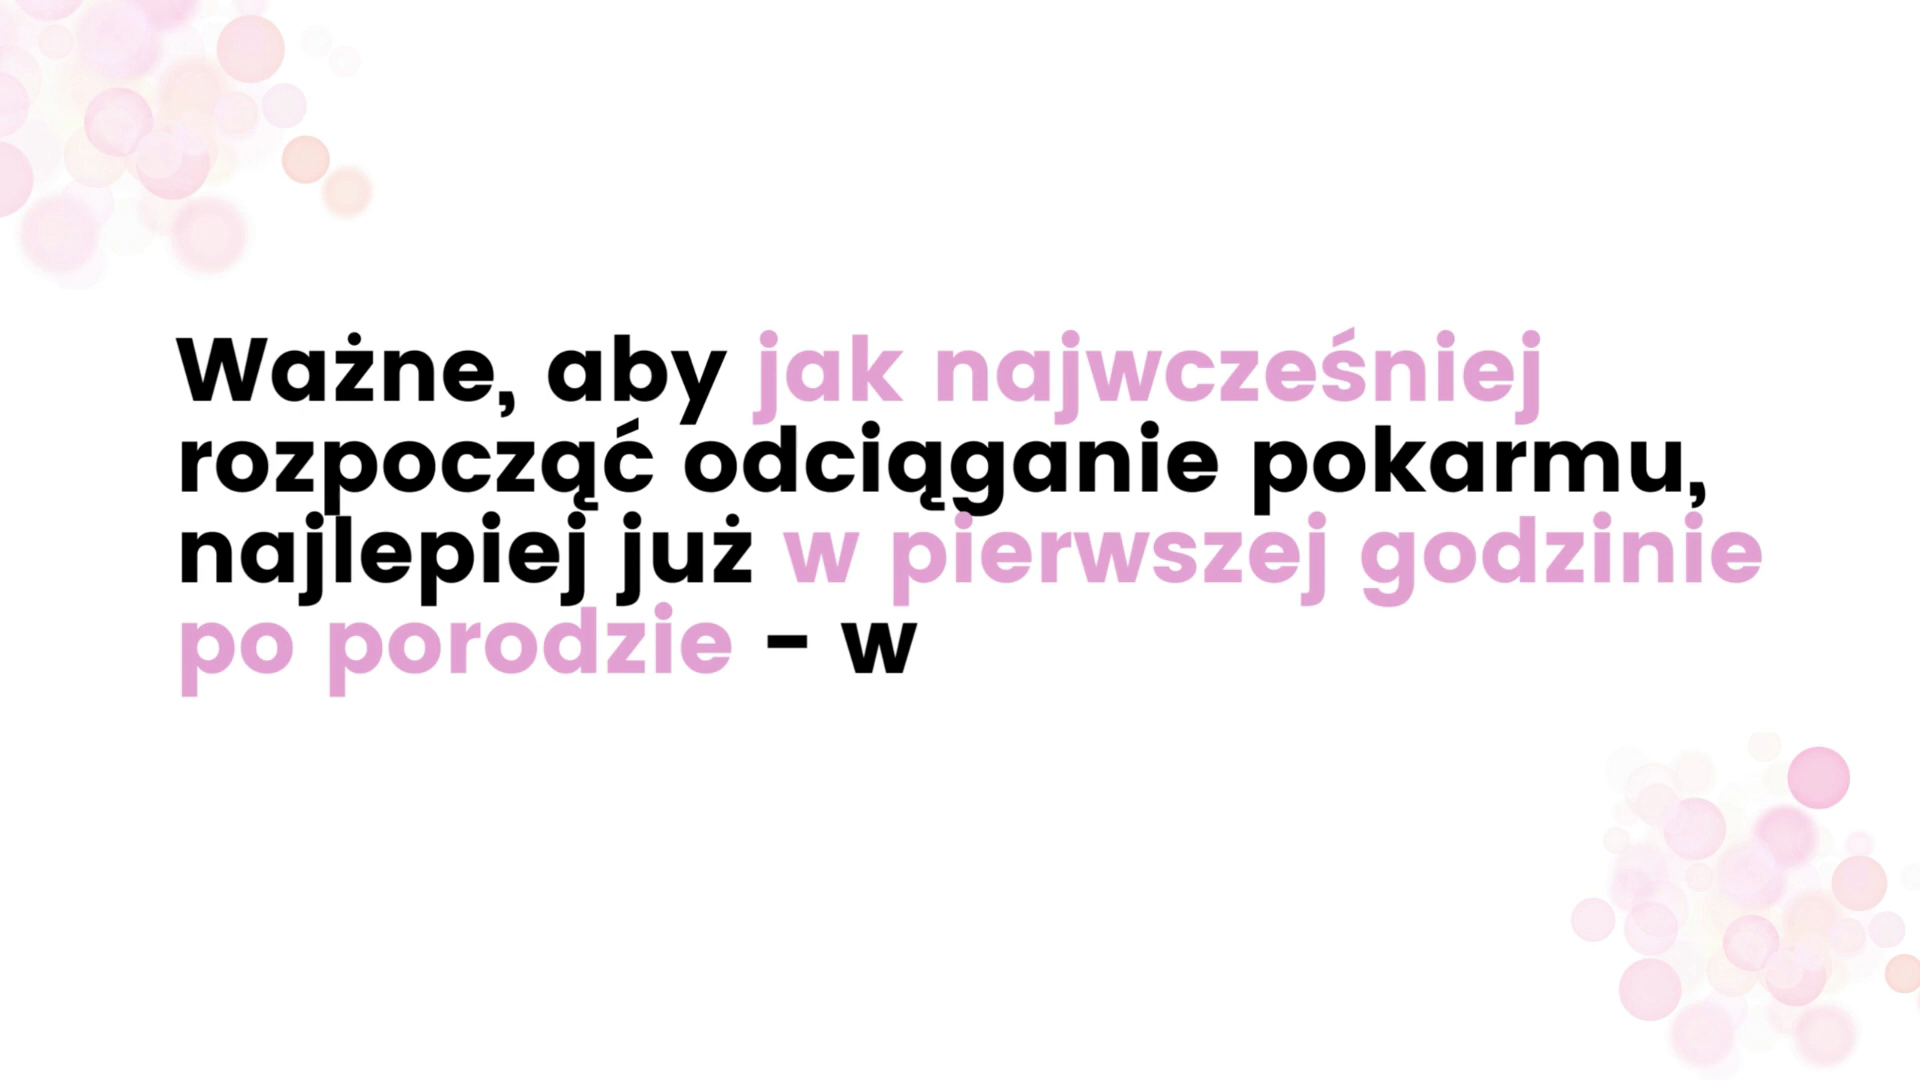 Ważne, aby jak najwcześniej
rozpocząć odciąganie pokarmu,
najlepiej już w pierwszej godzinie
po porodzie - w